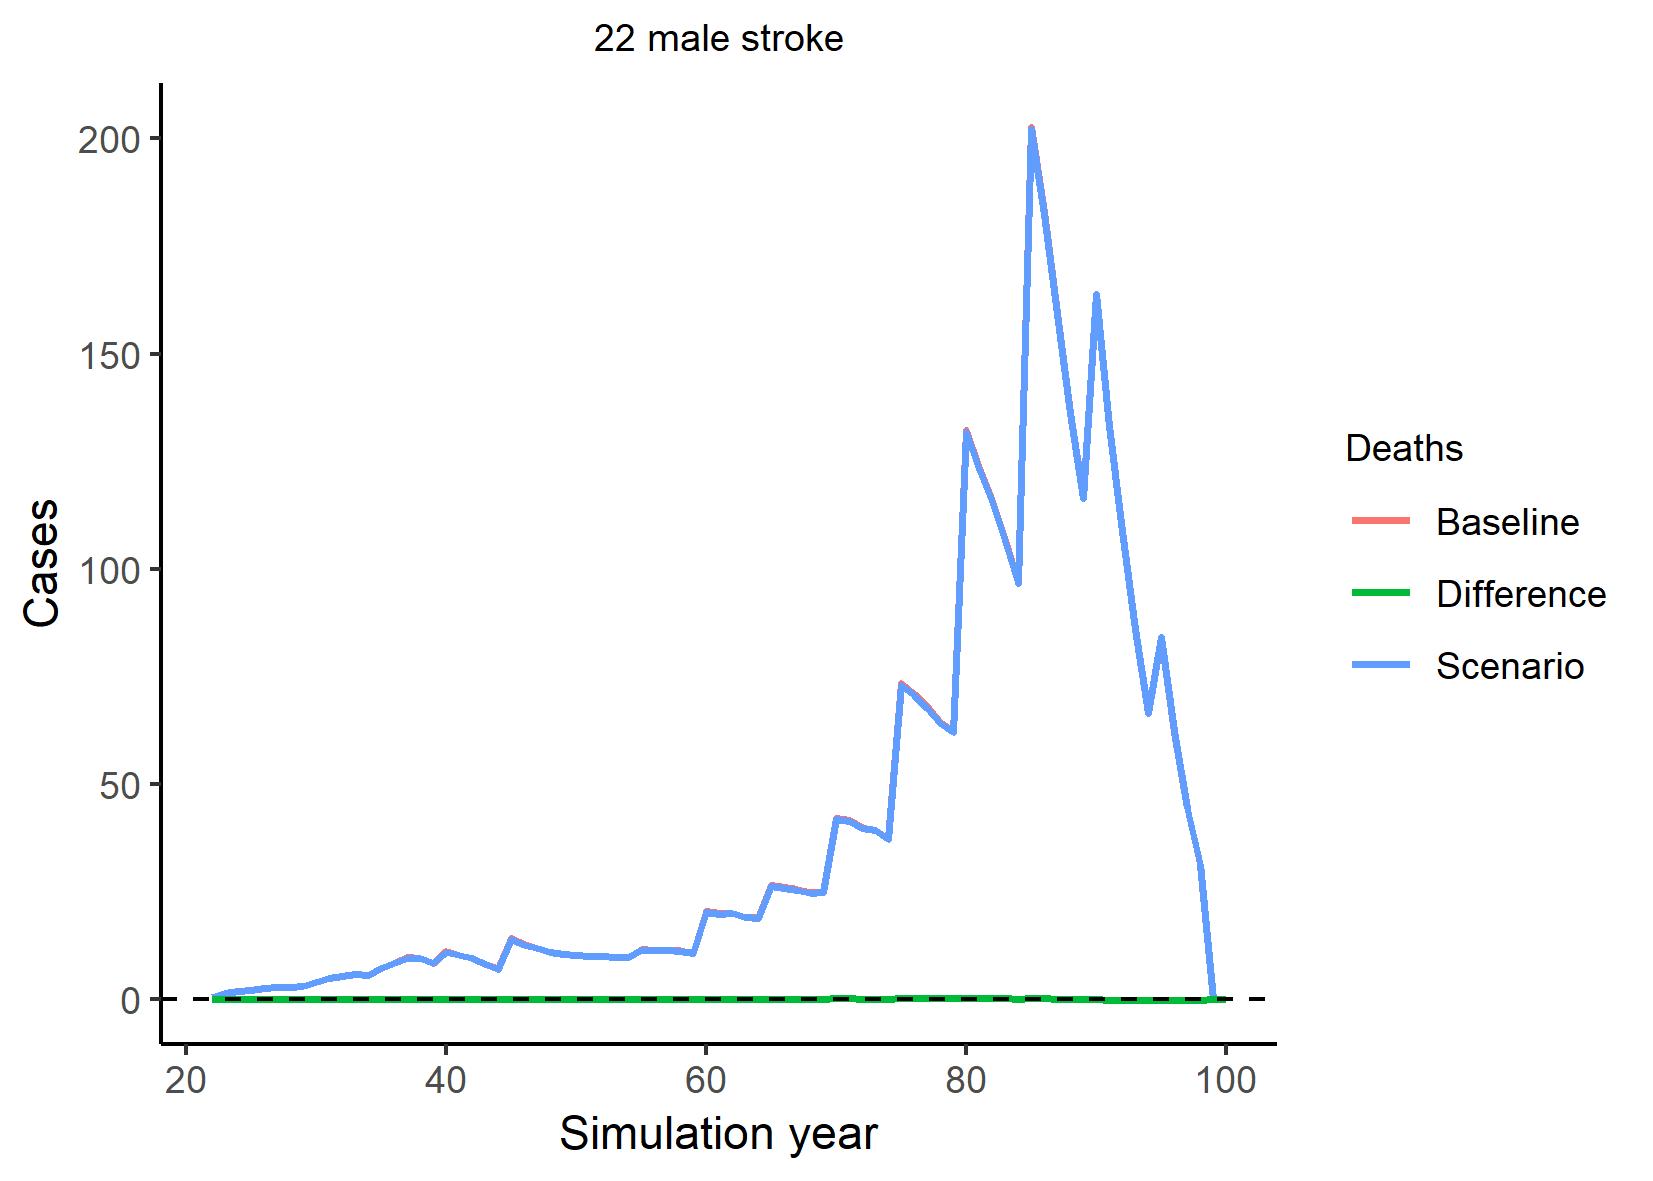 22 male stroke
200
150
100
50
0
Cases
20 40 60 80 100
Simulation year
Deaths
Baseline
Difference
Scenario